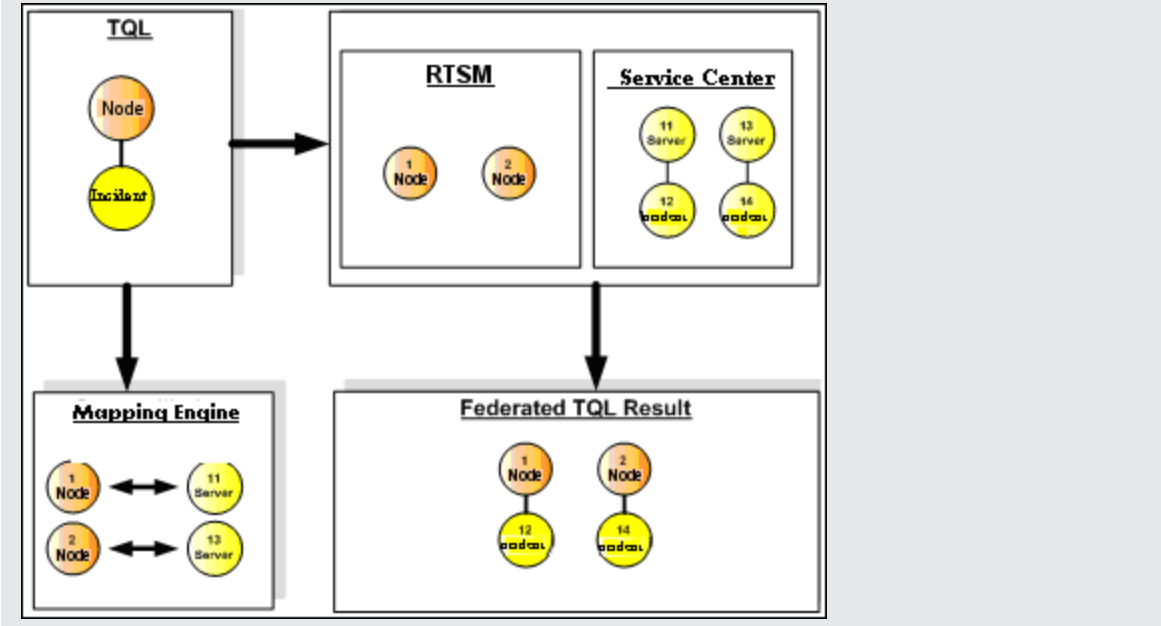 TQL
Node
Incident
RTSM
1
Node
2
Node
Service Center
11
Server
13
Server
12
14
Mapping Engine
1
Node
11
Server
2
Node
13
Server
Federated TQL Result
1
Node
2
Node
12
14